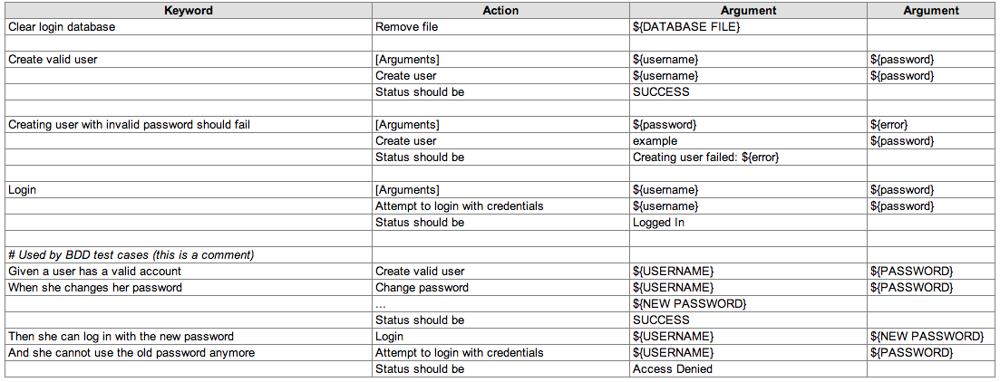 Keyword Action Argument Argument
Clear login database Remove file ${DATABASE FILE}
Create valid user [Arguments] ${username} ${password}
Create user ${username} ${password}
Status should be SUCCESS
Creating user with invalid password should fail [Arguments] ${password} ${error}
Create user example ${password}
Status should be Creating user failed: ${error}
Login [Arguments] ${username} ${password}
Attempt to login with credentials ${username} ${password}
Status should be Logged In
# Used by BDD test cases (this is a comment)
Given a user has a valid account Create valid user ${USERNAME} ${PASSWORD}
When she changes her password Change password ${USERNAME} ${PASSWORD}
... ${NEW PASSWORD}
Status should be SUCCESS
Then she can log in with the new password Login ${USERNAME} ${NEW PASSWORD}
And she cannot use the old password anymore Attempt to login with credentials ${USERNAME} ${PASSWORD}
Status should be Access Denied